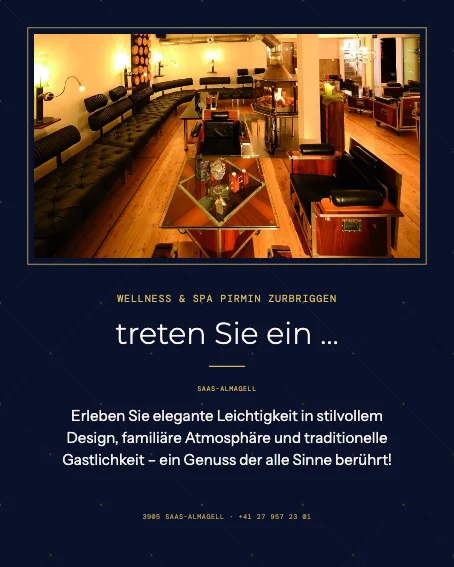 WELLNESS & SPA PIRMIN ZURBRIGGEN
treten Sie ein ...
SAAS-ALMAGELL
Erleben Sie elegante Leichtigkeit in stilvollem
Design, familiäre Atmosphäre und traditionelle
Gastlichkeit – ein Genuss der alle Sinne berührt!
3905 SAAS-ALMAGELL · +41 27 957 23 01